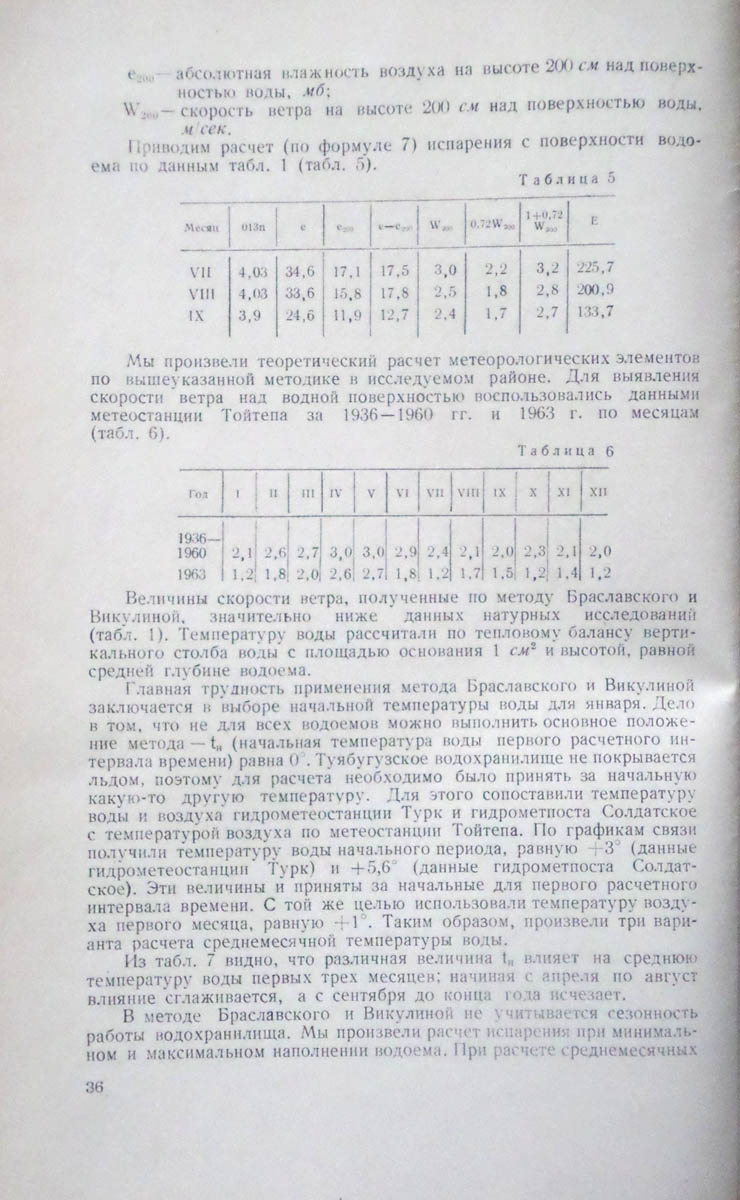 e₂₀₀ — абсолютная влажность воздуха на высоте 200 см над поверх-
ностью воды, мб;
W₂₀₀ — скорость ветра на высоте 200 см над поверхностью воды,
м/сек.
Приводим расчет (по формуле 7) испарения с поверхности водо-
ема по данным табл. 1 (табл. 5).
Таблица 5
Месяц 013п e e₂₀₀ e—e₂₀₀ W₂₀₀ 0,72W₂₀₀ 1+0,72 W₂₀₀ E
VII 4,03 34,6 17,1 17,5 3,0 2,2 3,2 225,7
VIII 4,03 33,6 15,8 17,8 2,5 1,8 2,8 200,9
IX 3,9 24,6 11,9 12,7 2,4 1,7 2,7 133,7
Мы произвели теоретический расчет метеорологических элементов
по вышеуказанной методике в исследуемом районе. Для выявления
скорости ветра над водной поверхностью воспользовались данными
метеостанции Тойтепа за 1936—1960 гг. и 1963 г. по месяцам
(табл. 6).
Таблица 6
Год I II III IV V VI VII VIII IX X XI XII
1936—
1960 2,1 2,6 2,7 3,0 3,0 2,9 2,4 2,1 2,0 2,3 2,1 2,0
1963 1,2 1,8 2,0 2,6 2,7 1,8 1,2 1,7 1,5 1,2 1,4 1,2
Величины скорости ветра, полученные по методу Браславского и
Викулиной, значительно ниже данных натурных исследований
(табл. 1). Температуру воды рассчитали по тепловому балансу верти-
кального столба воды с площадью основания 1 см² и высотой, равной
средней глубине водоема.
Главная трудность применения метода Браславского и Викулиной
заключается в выборе начальной температуры воды для января. Дело
в том, что не для всех водоемов можно выполнить основное положе-
ние метода — tн (начальная температура воды первого расчетного ин-
тервала времени) равна 0°. Туябугузское водохранилище не покрывается
льдом, поэтому для расчета необходимо было принять за начальную
какую-то другую температуру. Для этого сопоставили температуру
воды и воздуха гидрометеостанции Турк и гидрометпоста Солдатское
с температурой воздуха по метеостанции Тойтепа. По графикам связи
получили температуру воды начального периода, равную +3° (данные
гидрометеостанции Турк) и +5,6° (данные гидрометпоста Солдат-
ское). Эти величины и приняты за начальные для первого расчетного
интервала времени. С той же целью использовали температуру возду-
ха первого месяца, равную +1°. Таким образом, произвели три вари-
анта расчета среднемесячной температуры воды.
Из табл. 7 видно, что различная величина tн влияет на среднюю
температуру воды первых трех месяцев; начиная с апреля по август
влияние сглаживается, а с сентября до конца года исчезает.
В методе Браславского и Викулиной не учитывается сезонность
работы водохранилища. Мы произвели расчет испарения при минималь-
ном и максимальном наполнении водоема. При расчете среднемесячных
36